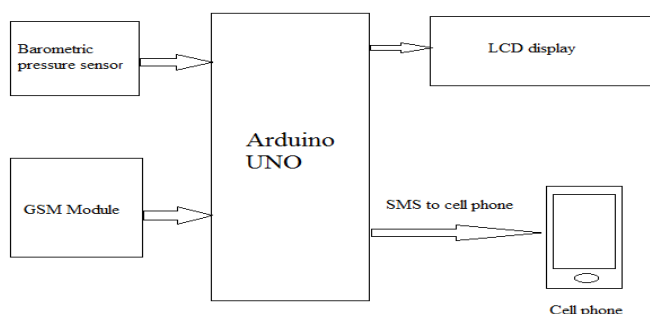 Barometric
pressure sensor
LCD display
Arduino
UNO
GSM Module
SMS to cell phone
Cell phone